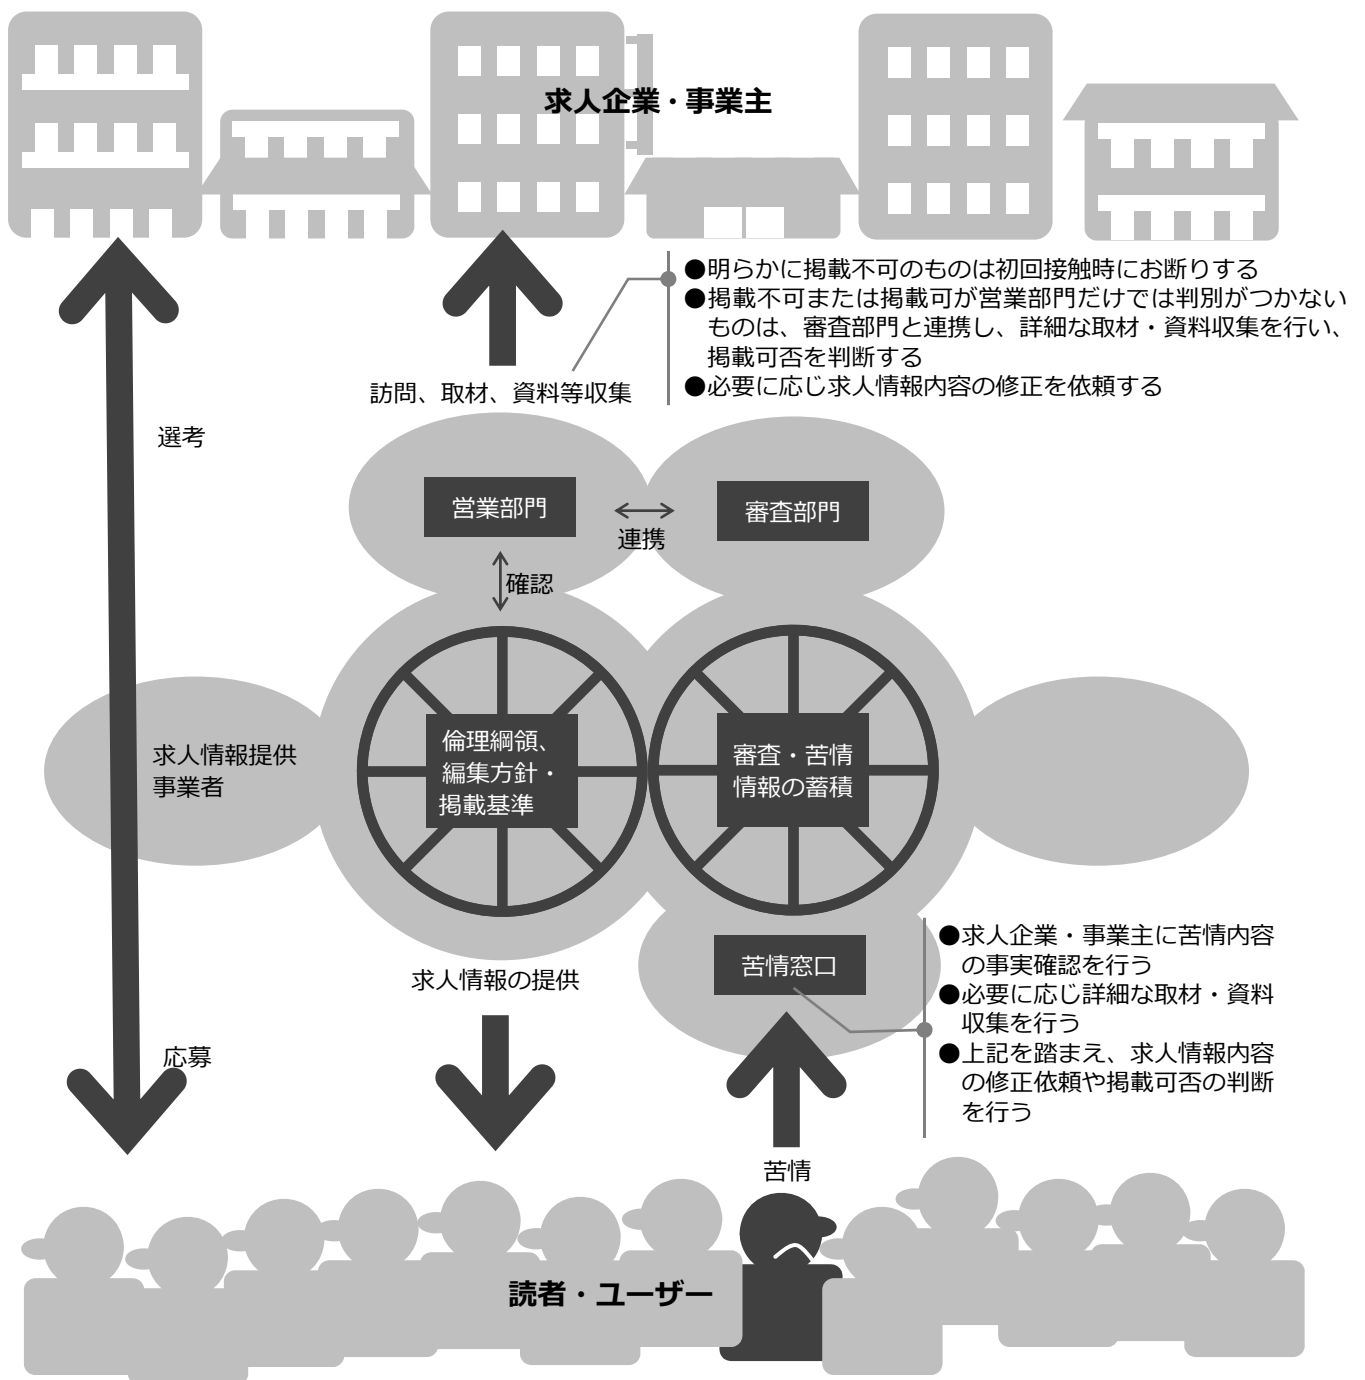 求人企業・事業主
●明らかに掲載不可のものは初回接触時にお断りする
●掲載不可または掲載可が営業部門だけでは判別がつかない
ものは、審査部門と連携し、詳細な取材・資料収集を行い、
掲載可否を判断する
●必要に応じ求人情報内容の修正を依頼する
訪問、取材、資料等収集
選考
営業部門
審査部門
連携
確認
求人情報提供
事業者
倫理綱領、
編集方針・
掲載基準
審査・苦情
情報の蓄積
苦情窓口
●求人企業・事業主に苦情内容
の事実確認を行う
●必要に応じ詳細な取材・資料
収集を行う
●上記を踏まえ、求人情報内容
の修正依頼や掲載可否の判断
を行う
求人情報の提供
応募
苦情
読者・ユーザー